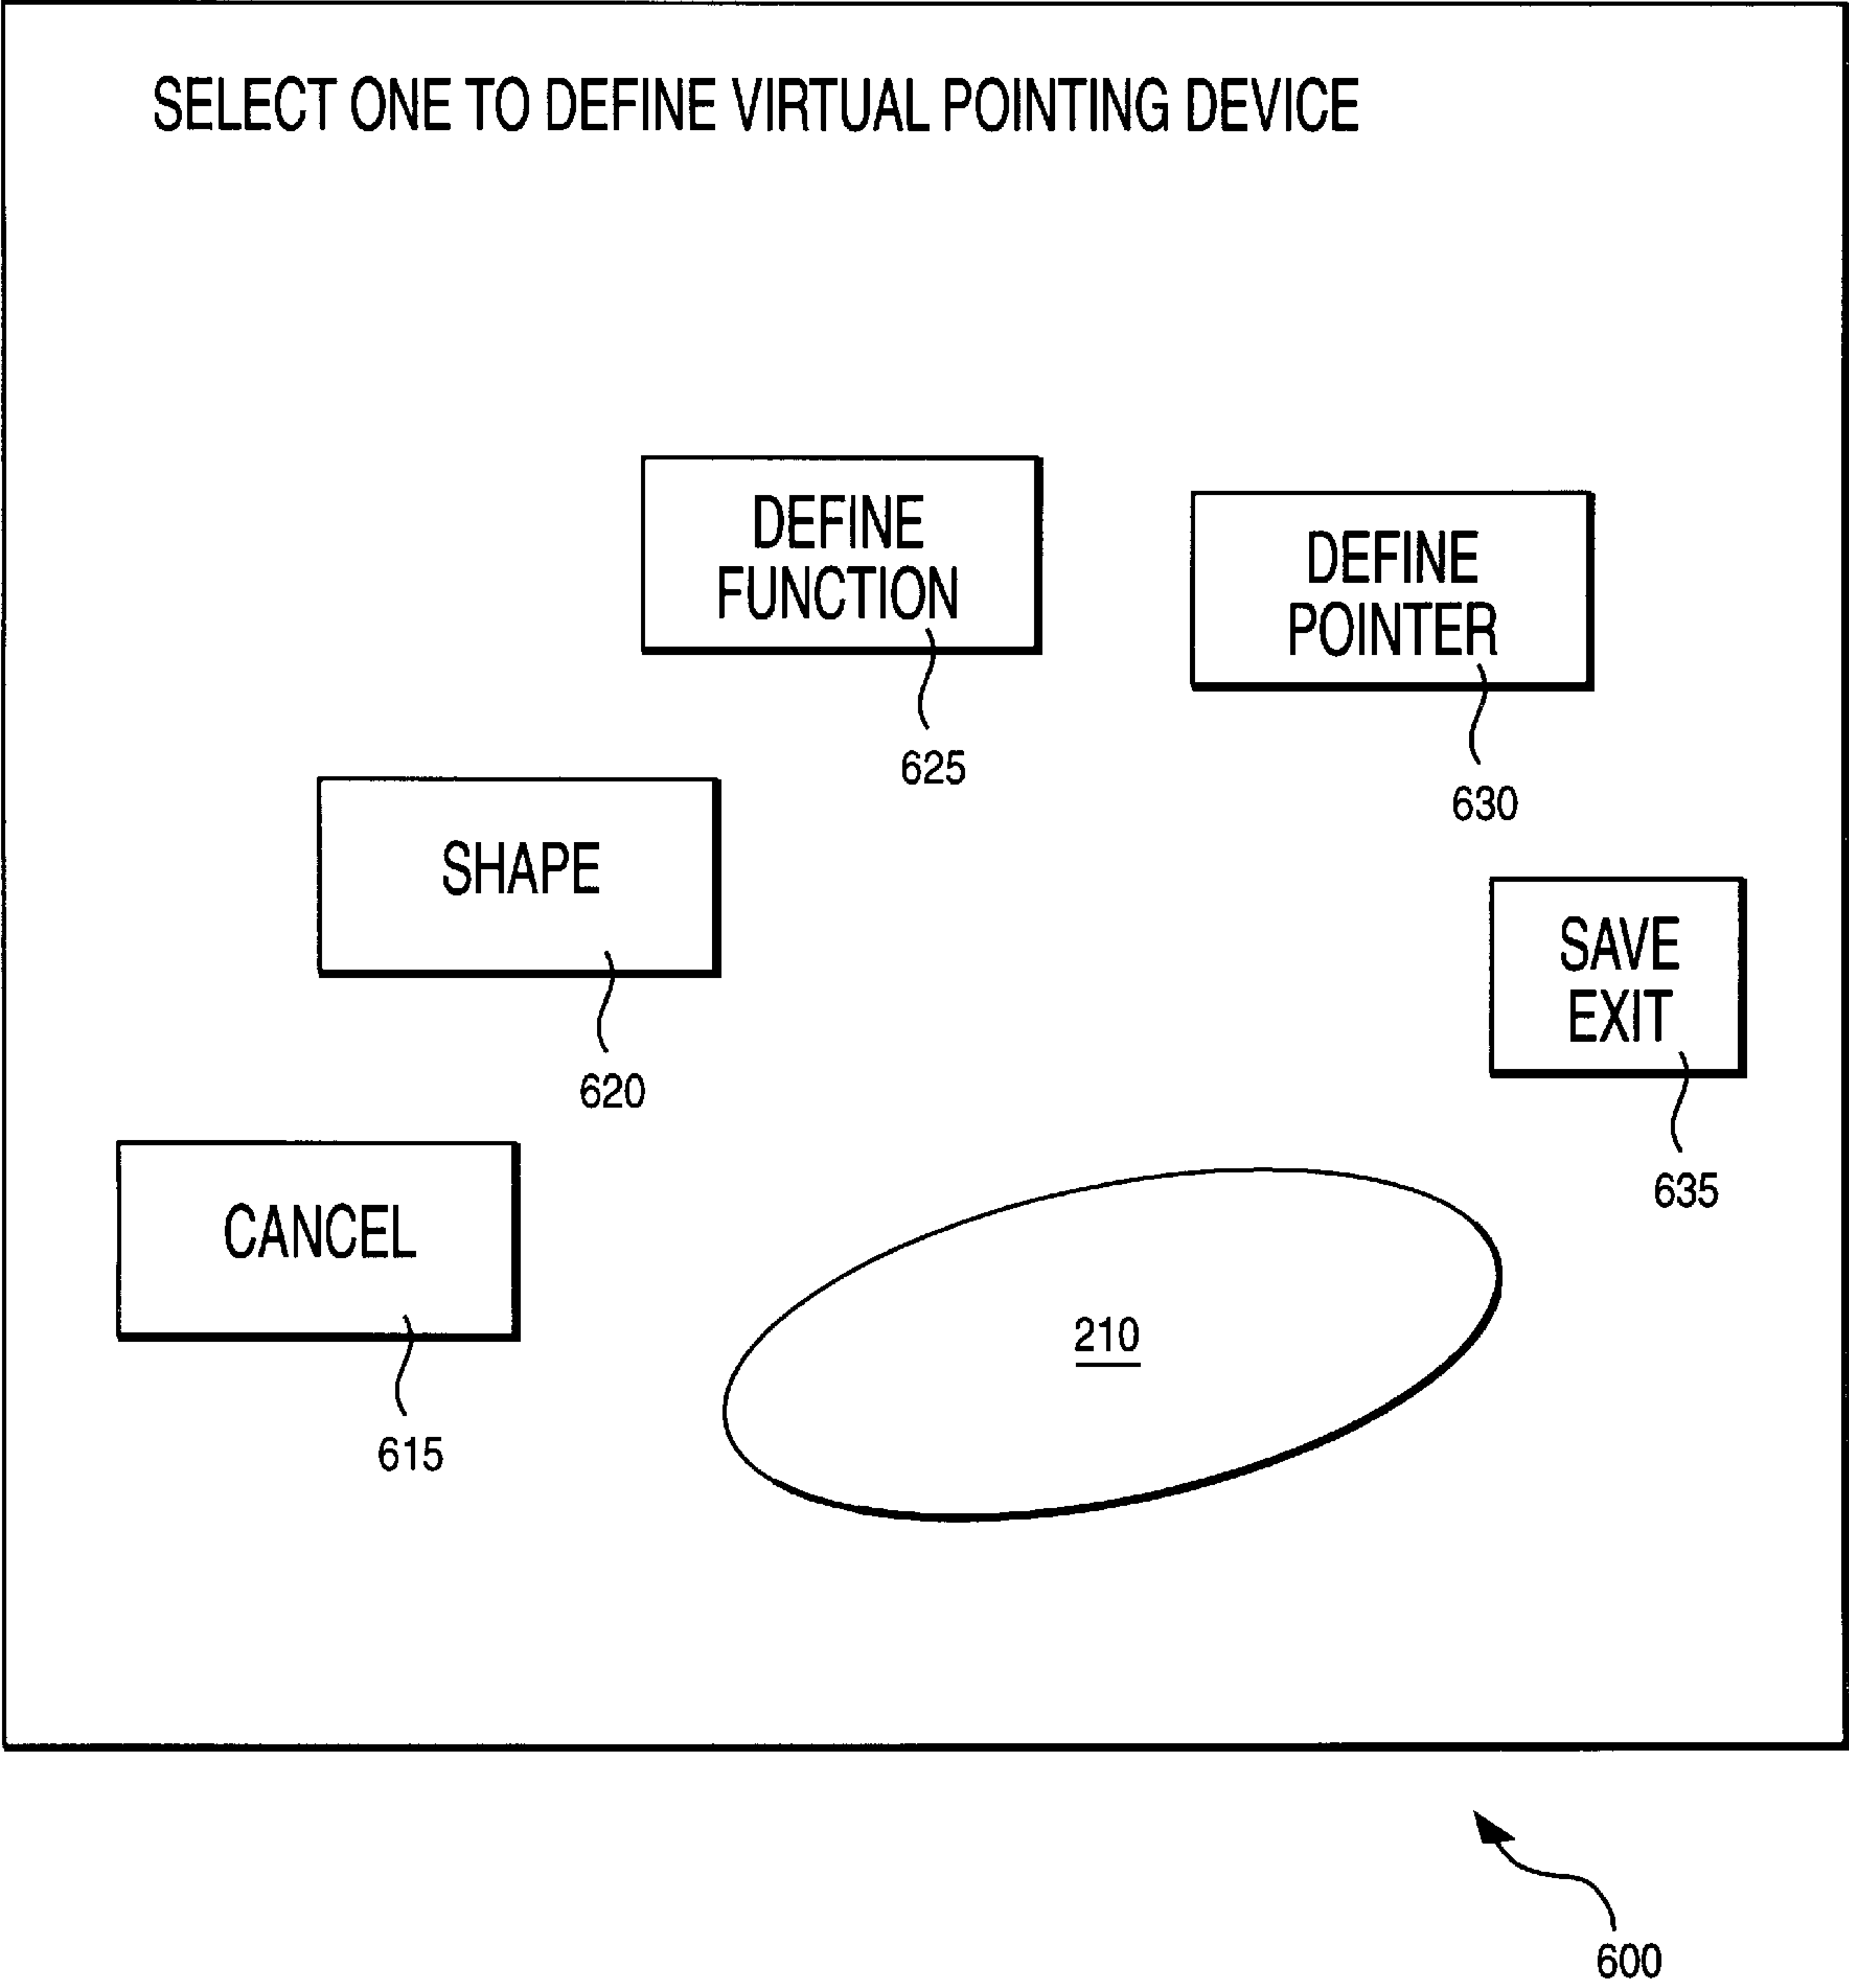 SELECT ONE TO DEFINE VIRTUAL POINTING DEVICE
DEFINE
FUNCTION
625
DEFINE
POINTER
630
SHAPE
620
SAVE
EXIT
635
CANCEL
615
210
600